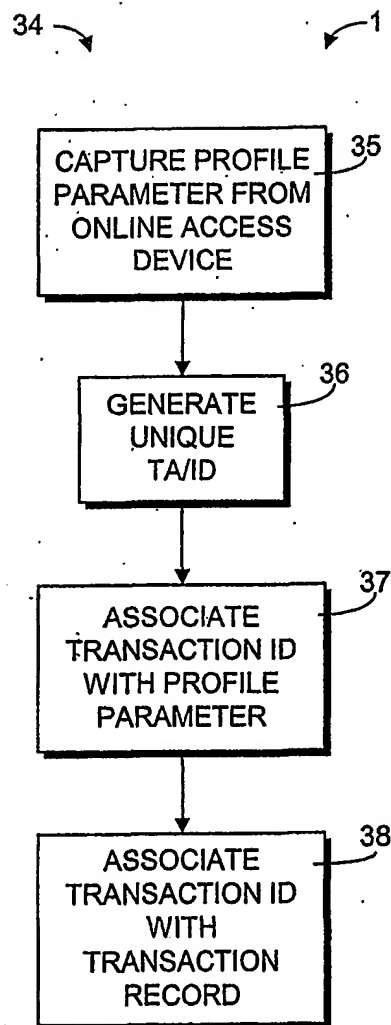 34 1
35
CAPTURE PROFILE
PARAMETER FROM
ONLINE ACCESS
DEVICE
36
GENERATE
UNIQUE
TA/ID
37
ASSOCIATE
TRANSACTION ID
WITH PROFILE
PARAMETER
38
ASSOCIATE
TRANSACTION ID
WITH
TRANSACTION
RECORD